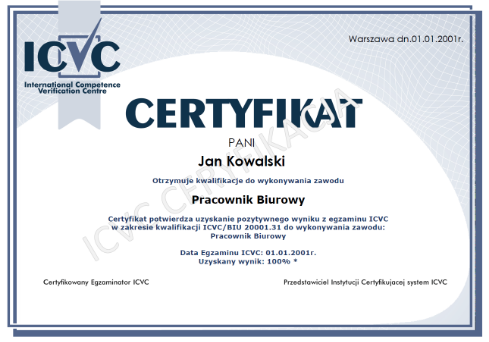 Warszawa dn.01.01.2001r.
ICVC
International Competence
Verification Centre
CERTYFIKAT
PANI
Jan Kowalski
Otrzymuje kwalifikacje do wykonywania zawodu
Pracownik Biurowy
Certyfikat potwierdza uzyskanie pozytywnego wyniku z egzaminu ICVC
w zakresie kwalifikacji ICVC/BIU 20001.31 do wykonywania zawodu:
Pracownik Biurowy
Data Egzaminu ICVC: 01.01.2001r.
Uzyskany wynik: 100% *
ICVC CERTYFIKACJA
Certyfikowany Egzaminator ICVC
Przedstawiciel Instytucji Certyfikujacej system ICVC